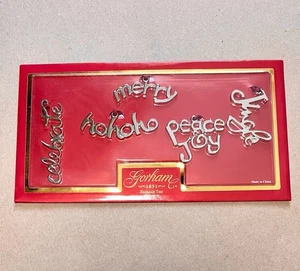 merry
hohoho
peace
Joy
Jingle
celebrate
Gorham
1831
Made in China